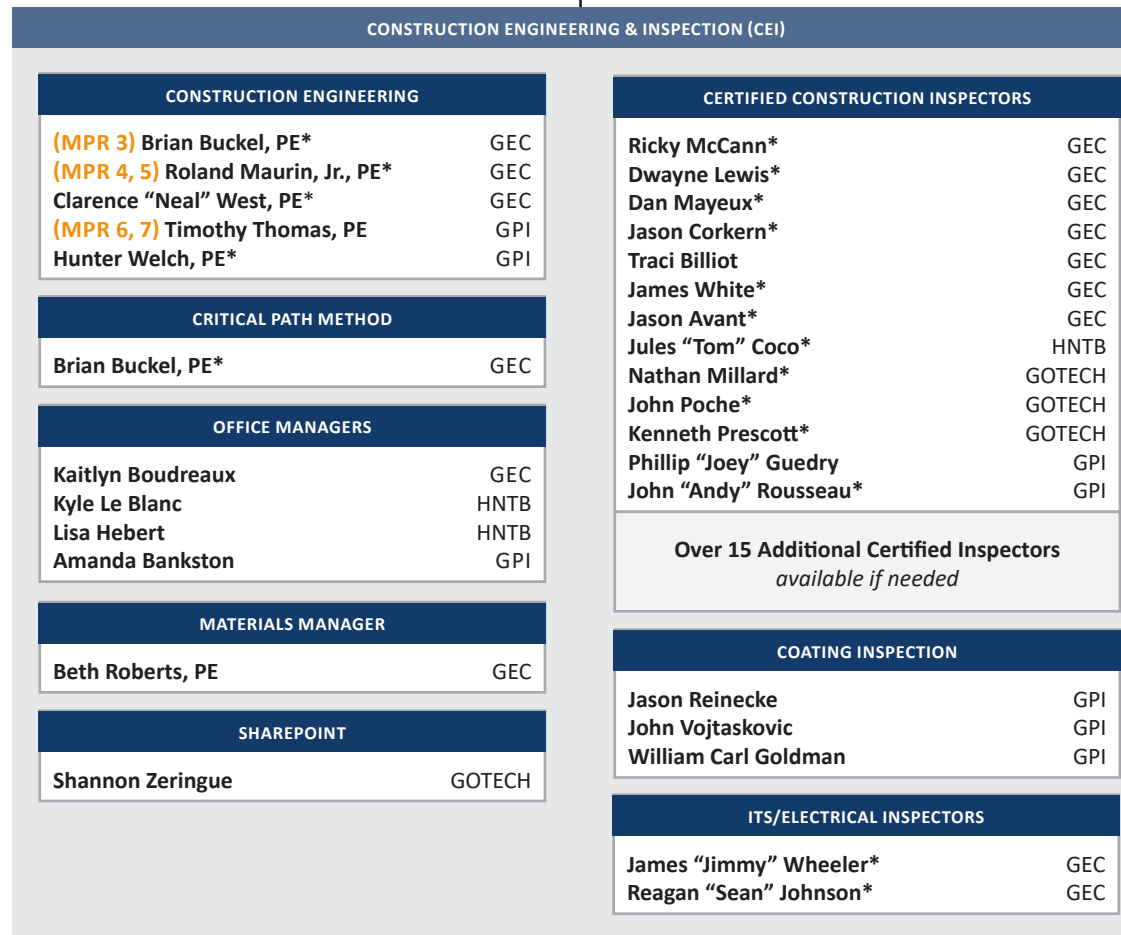 CONSTRUCTION ENGINEERING & INSPECTION (CEI)
CONSTRUCTION ENGINEERING
(MPR 3) Brian Buckel, PE* GEC
(MPR 4, 5) Roland Maurin, Jr., PE* GEC
Clarence “Neal” West, PE* GEC
(MPR 6, 7) Timothy Thomas, PE GPI
Hunter Welch, PE* GPI
CRITICAL PATH METHOD
Brian Buckel, PE* GEC
OFFICE MANAGERS
Kaitlyn Boudreaux GEC
Kyle Le Blanc HNTB
Lisa Hebert HNTB
Amanda Bankston GPI
MATERIALS MANAGER
Beth Roberts, PE GEC
SHAREPOINT
Shannon Zeringue GOTECH
CERTIFIED CONSTRUCTION INSPECTORS
Ricky McCann* GEC
Dwayne Lewis* GEC
Dan Mayeux* GEC
Jason Corkern* GEC
Traci Billiot GEC
James White* GEC
Jason Avant* GEC
Jules “Tom” Coco* HNTB
Nathan Millard* GOTECH
John Poche* GOTECH
Kenneth Prescott* GOTECH
Phillip “Joey” Guedry GPI
John “Andy” Rousseau* GPI
Over 15 Additional Certified Inspectors
available if needed
COATING INSPECTION
Jason Reinecke GPI
John Vojtaskovic GPI
William Carl Goldman GPI
ITS/ELECTRICAL INSPECTORS
James “Jimmy” Wheeler* GEC
Reagan “Sean” Johnson* GEC